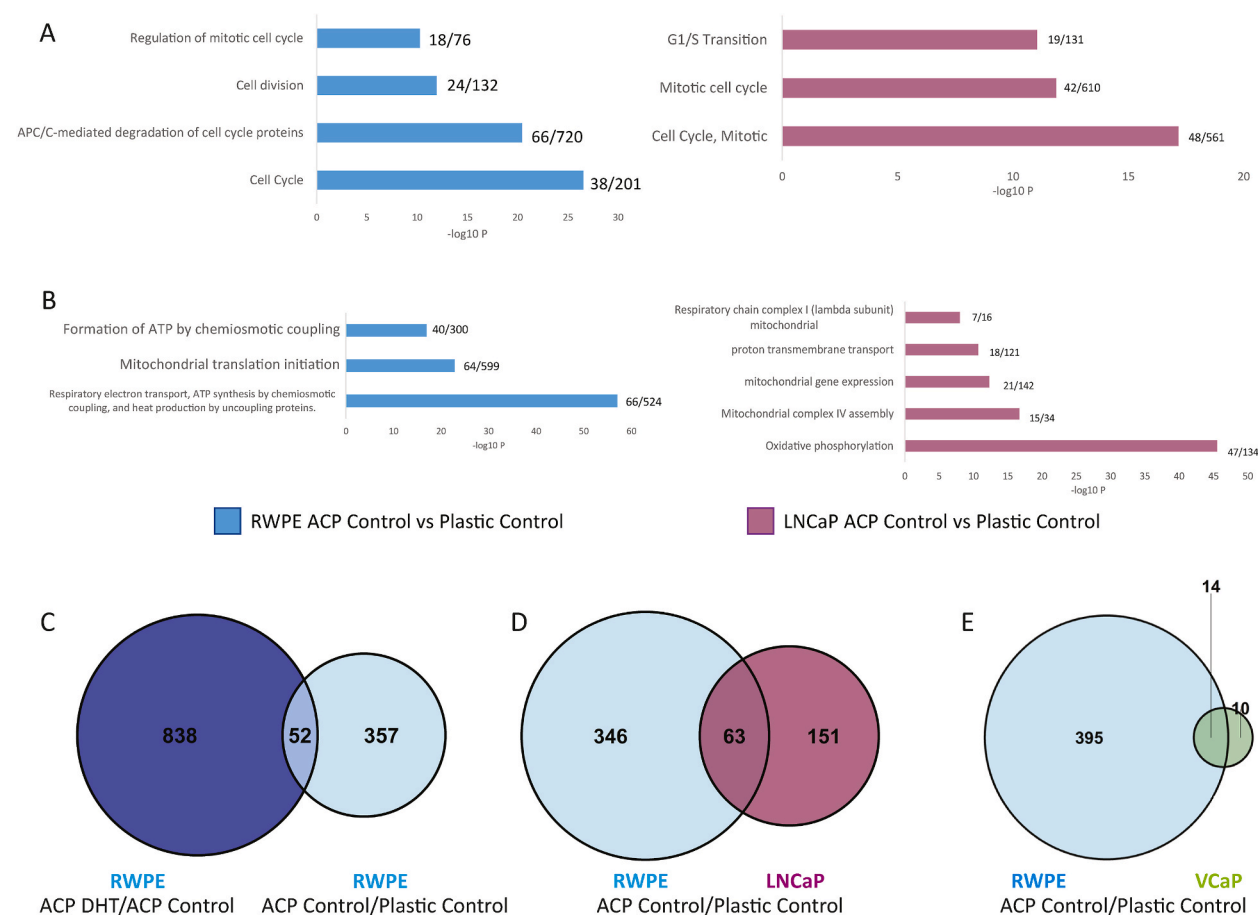 A
Regulation of mitotic cell cycle
18/76
Cell division
24/132
APC/C-mediated degradation of cell cycle proteins
66/720
Cell Cycle
38/201
0 5 10 15 20 25 30
-log10 P
G1/S Transition
19/131
Mitotic cell cycle
42/610
Cell Cycle, Mitotic
48/561
0 5 10 15 20
-log10 P
B
Formation of ATP by chemiosmotic coupling
40/300
Mitochondrial translation initiation
64/599
Respiratory electron transport, ATP synthesis by chemiosmotic
coupling, and heat production by uncoupling proteins.
66/524
0 10 20 30 40 50 60
-log10 P
Respiratory chain complex I (lambda subunit)
mitochondrial
7/16
proton transmembrane transport
18/121
mitochondrial gene expression
21/142
Mitochondrial complex IV assembly
15/34
Oxidative phosphorylation
47/134
0 5 10 15 20 25 30 35 40 45 50
-log10 P
RWPE ACP Control vs Plastic Control
LNCaP ACP Control vs Plastic Control
C
838
52
357
RWPE
ACP DHT/ACP Control
RWPE
ACP Control/Plastic Control
D
346
63
151
RWPE
LNCaP
ACP Control/Plastic Control
E
14
10
395
RWPE
VCaP
ACP Control/Plastic Control